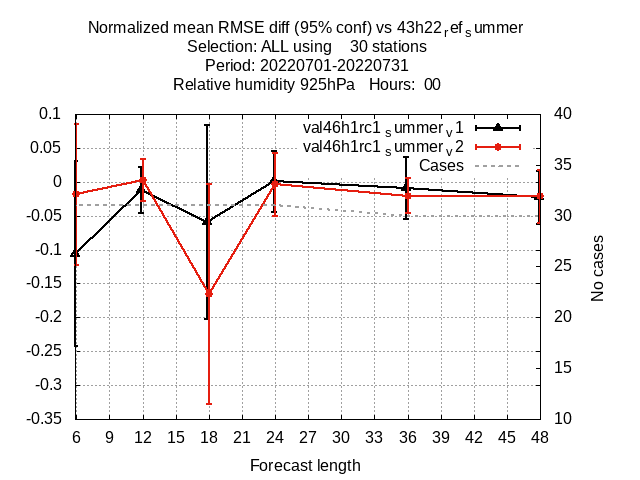 Normalized mean RMSE diff (95% conf) vs 43h22refsummer
Selection: ALL using 30 stations
Period: 20220701-20220731
Relative humidity 925hPa Hours: 00
0.1 40
val46h1rc1summerv1
0.05 val46h1rc1summerv2
Cases 35
0
-0.05 30
-0.1
No cases
25
-0.15
-0.2 20
-0.25
15
-0.3
-0.35 10
6 9 12 15 18 21 24 27 30 33 36 39 42 45 48
Forecast length